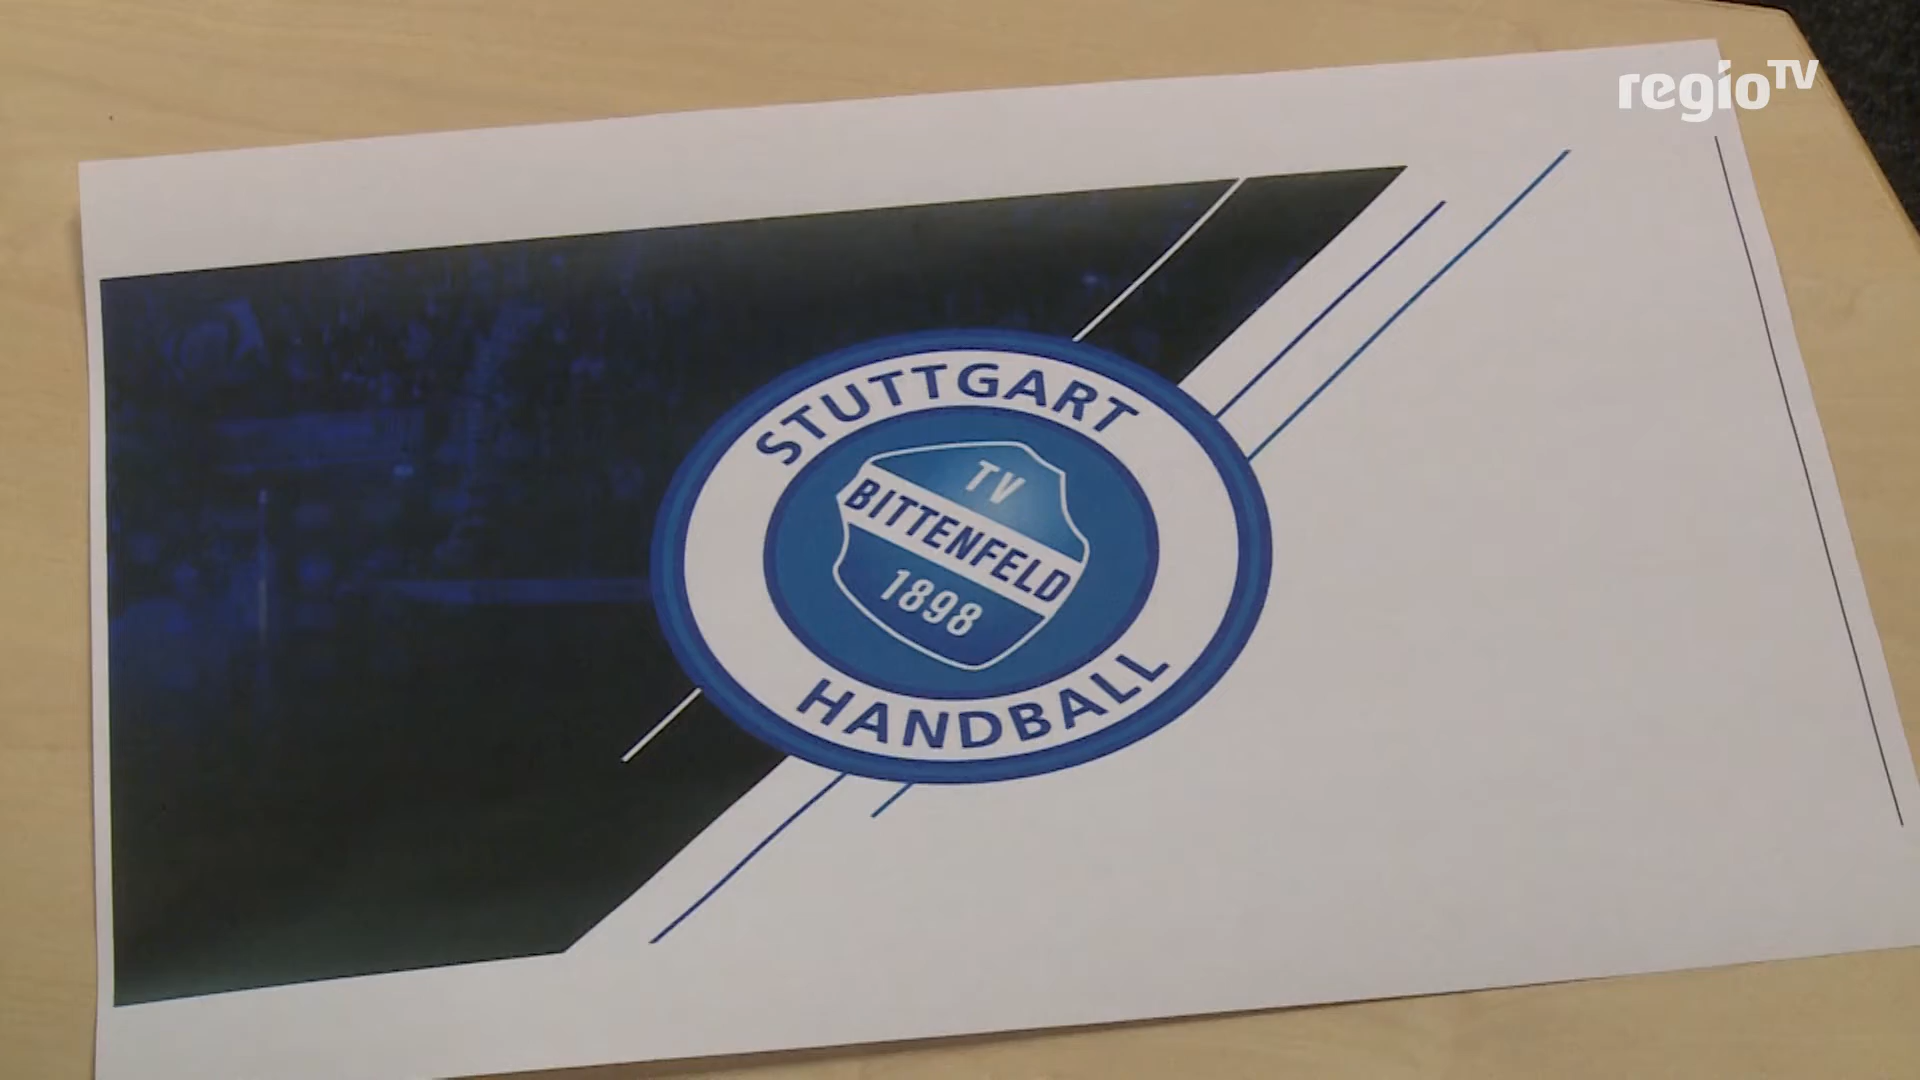 regioTV
STUTTGART
TV
BITTENFELD
1898
HANDBALL